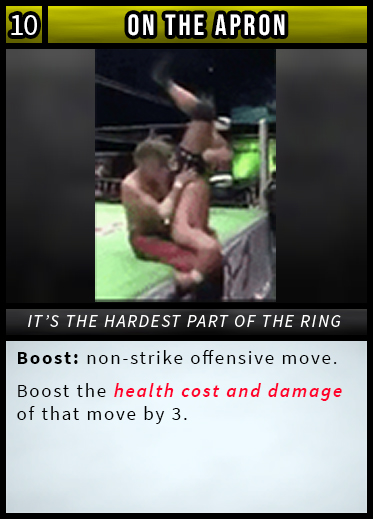 10 ON THE APRON
IT'S THE HARDEST PART OF THE RING
Boost: non-strike offensive move.
Boost the health cost and damage
of that move by 3.